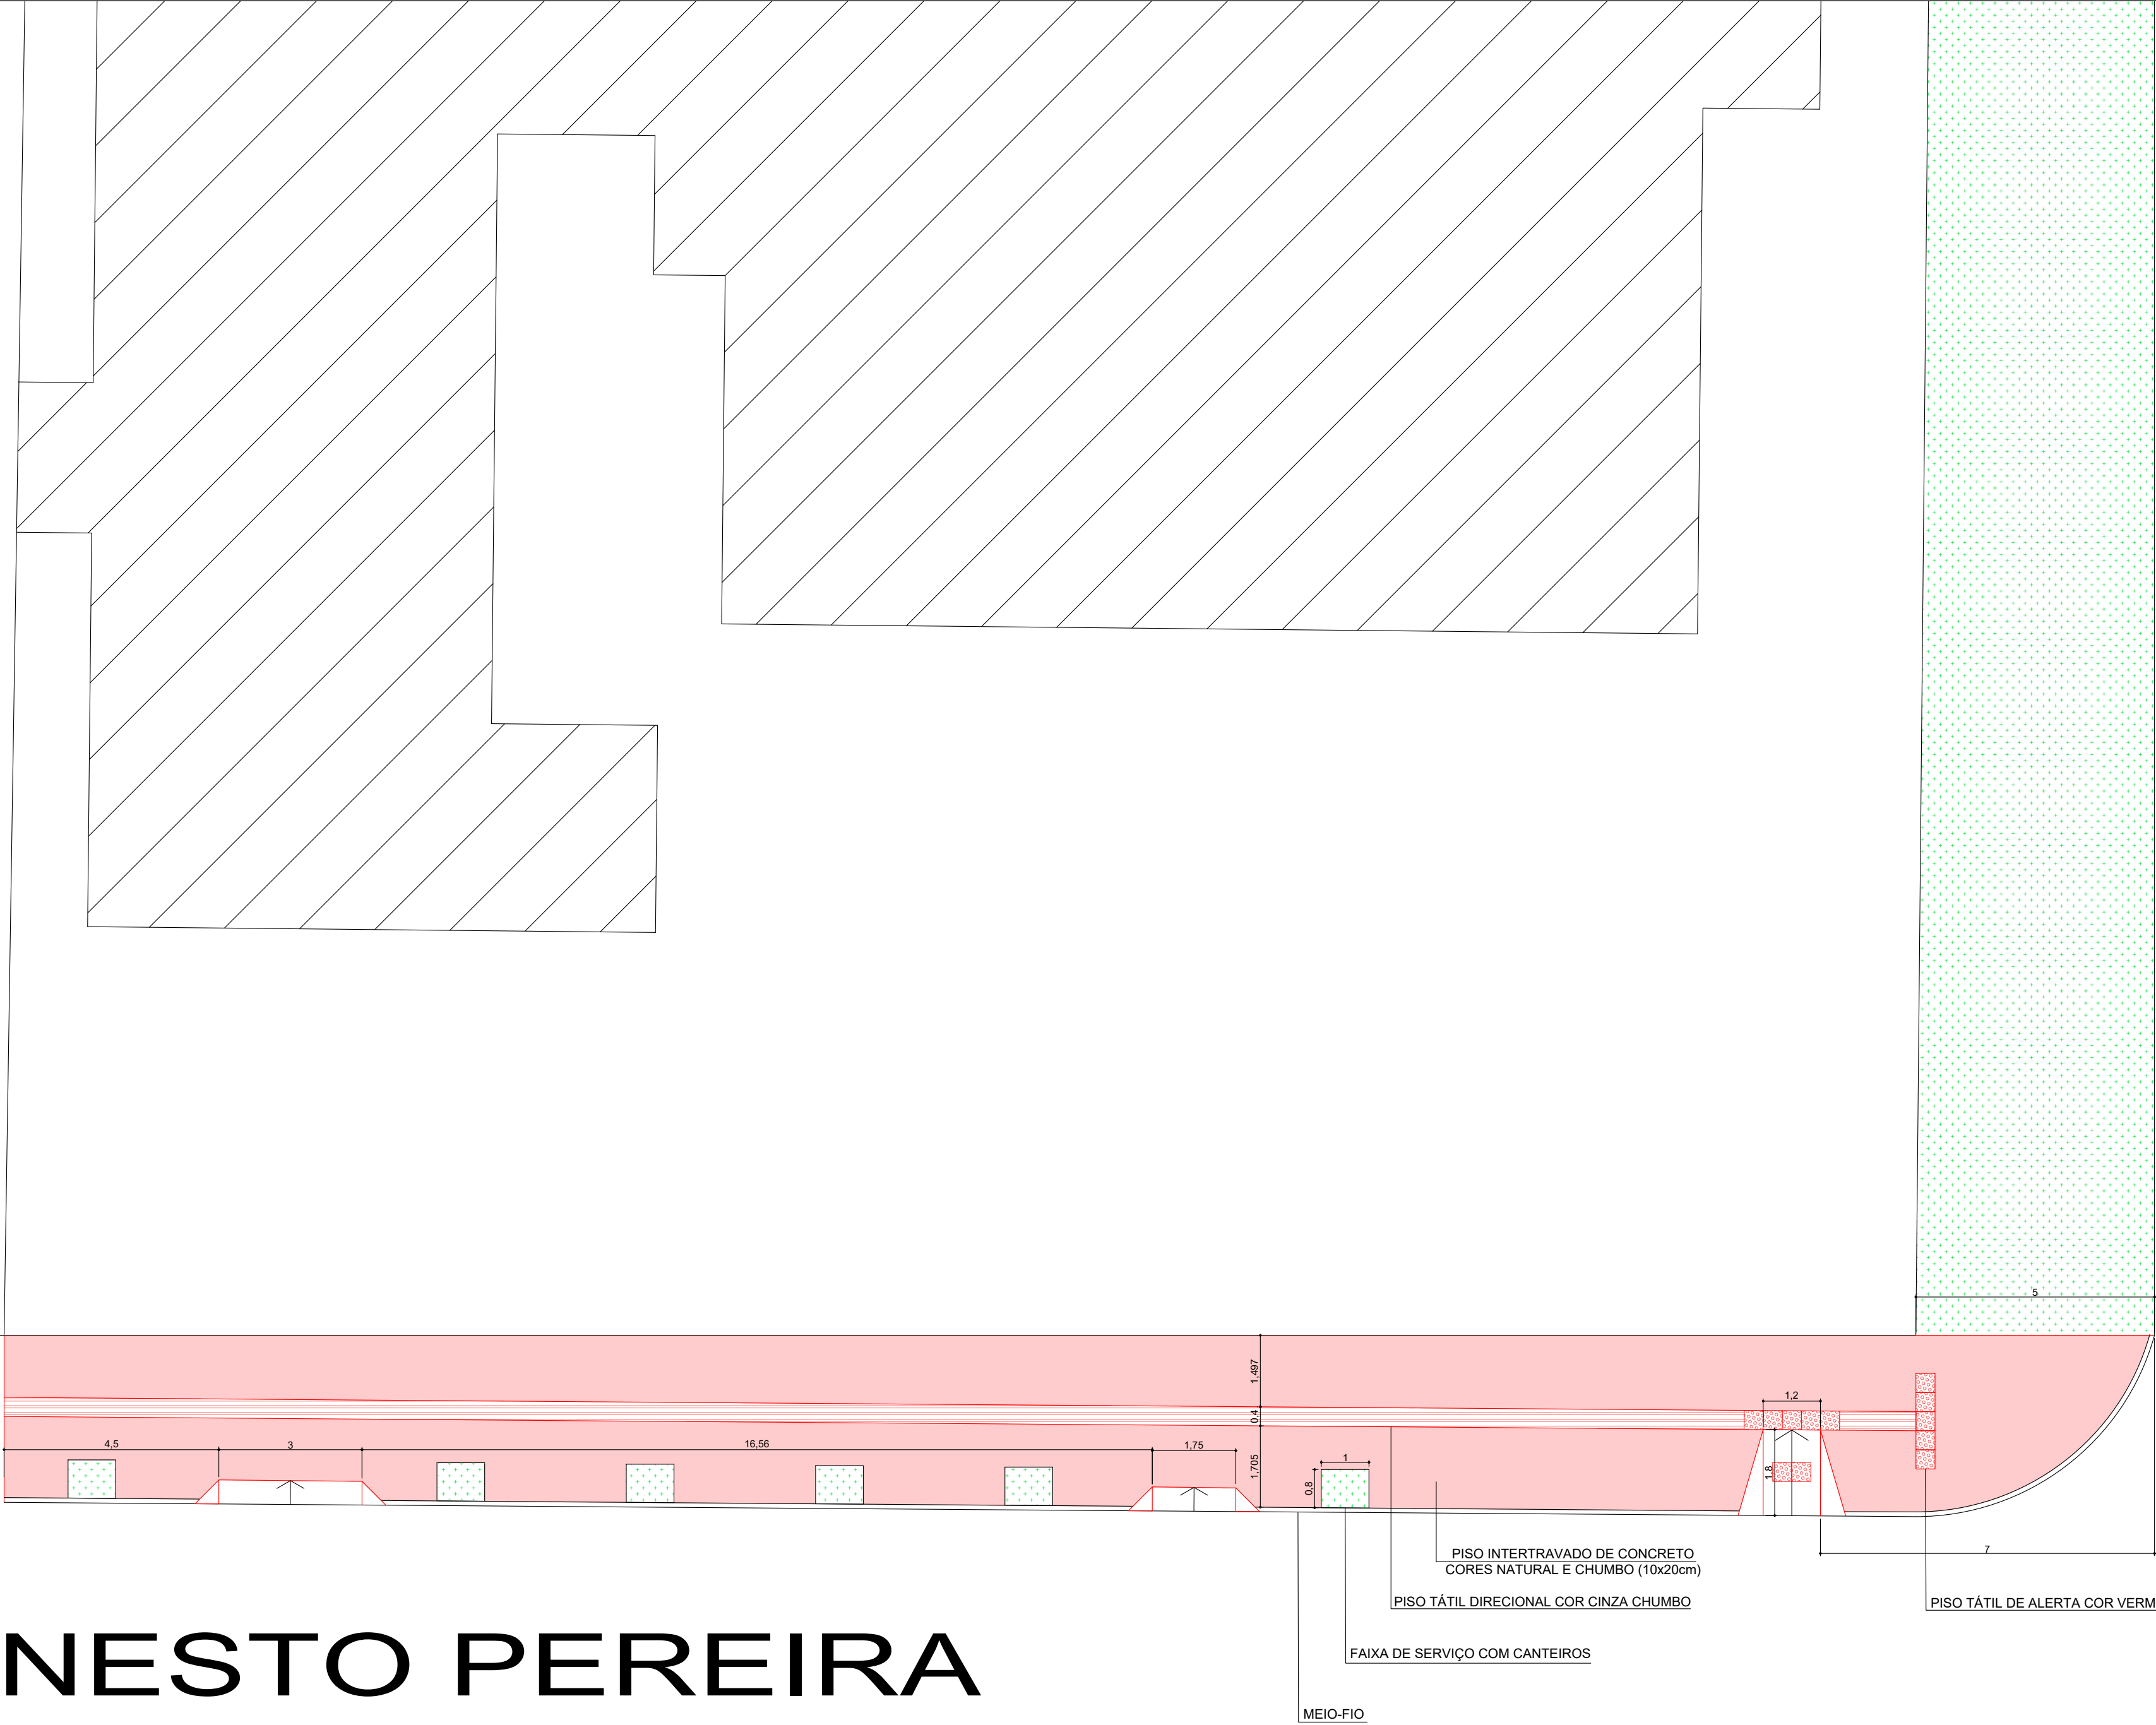 5
1,497
1,2
0,4
4,5
3
16,56
1,75
1,705
1
0,8
1,8
7
PISO INTERTRAVADO DE CONCRETO
CORES NATURAL E CHUMBO (10x20cm)
PISO TÁTIL DIRECIONAL COR CINZA CHUMBO
PISO TÁTIL DE ALERTA COR VERM
FAIXA DE SERVIÇO COM CANTEIROS
NESTO PEREIRA
MEIO-FIO